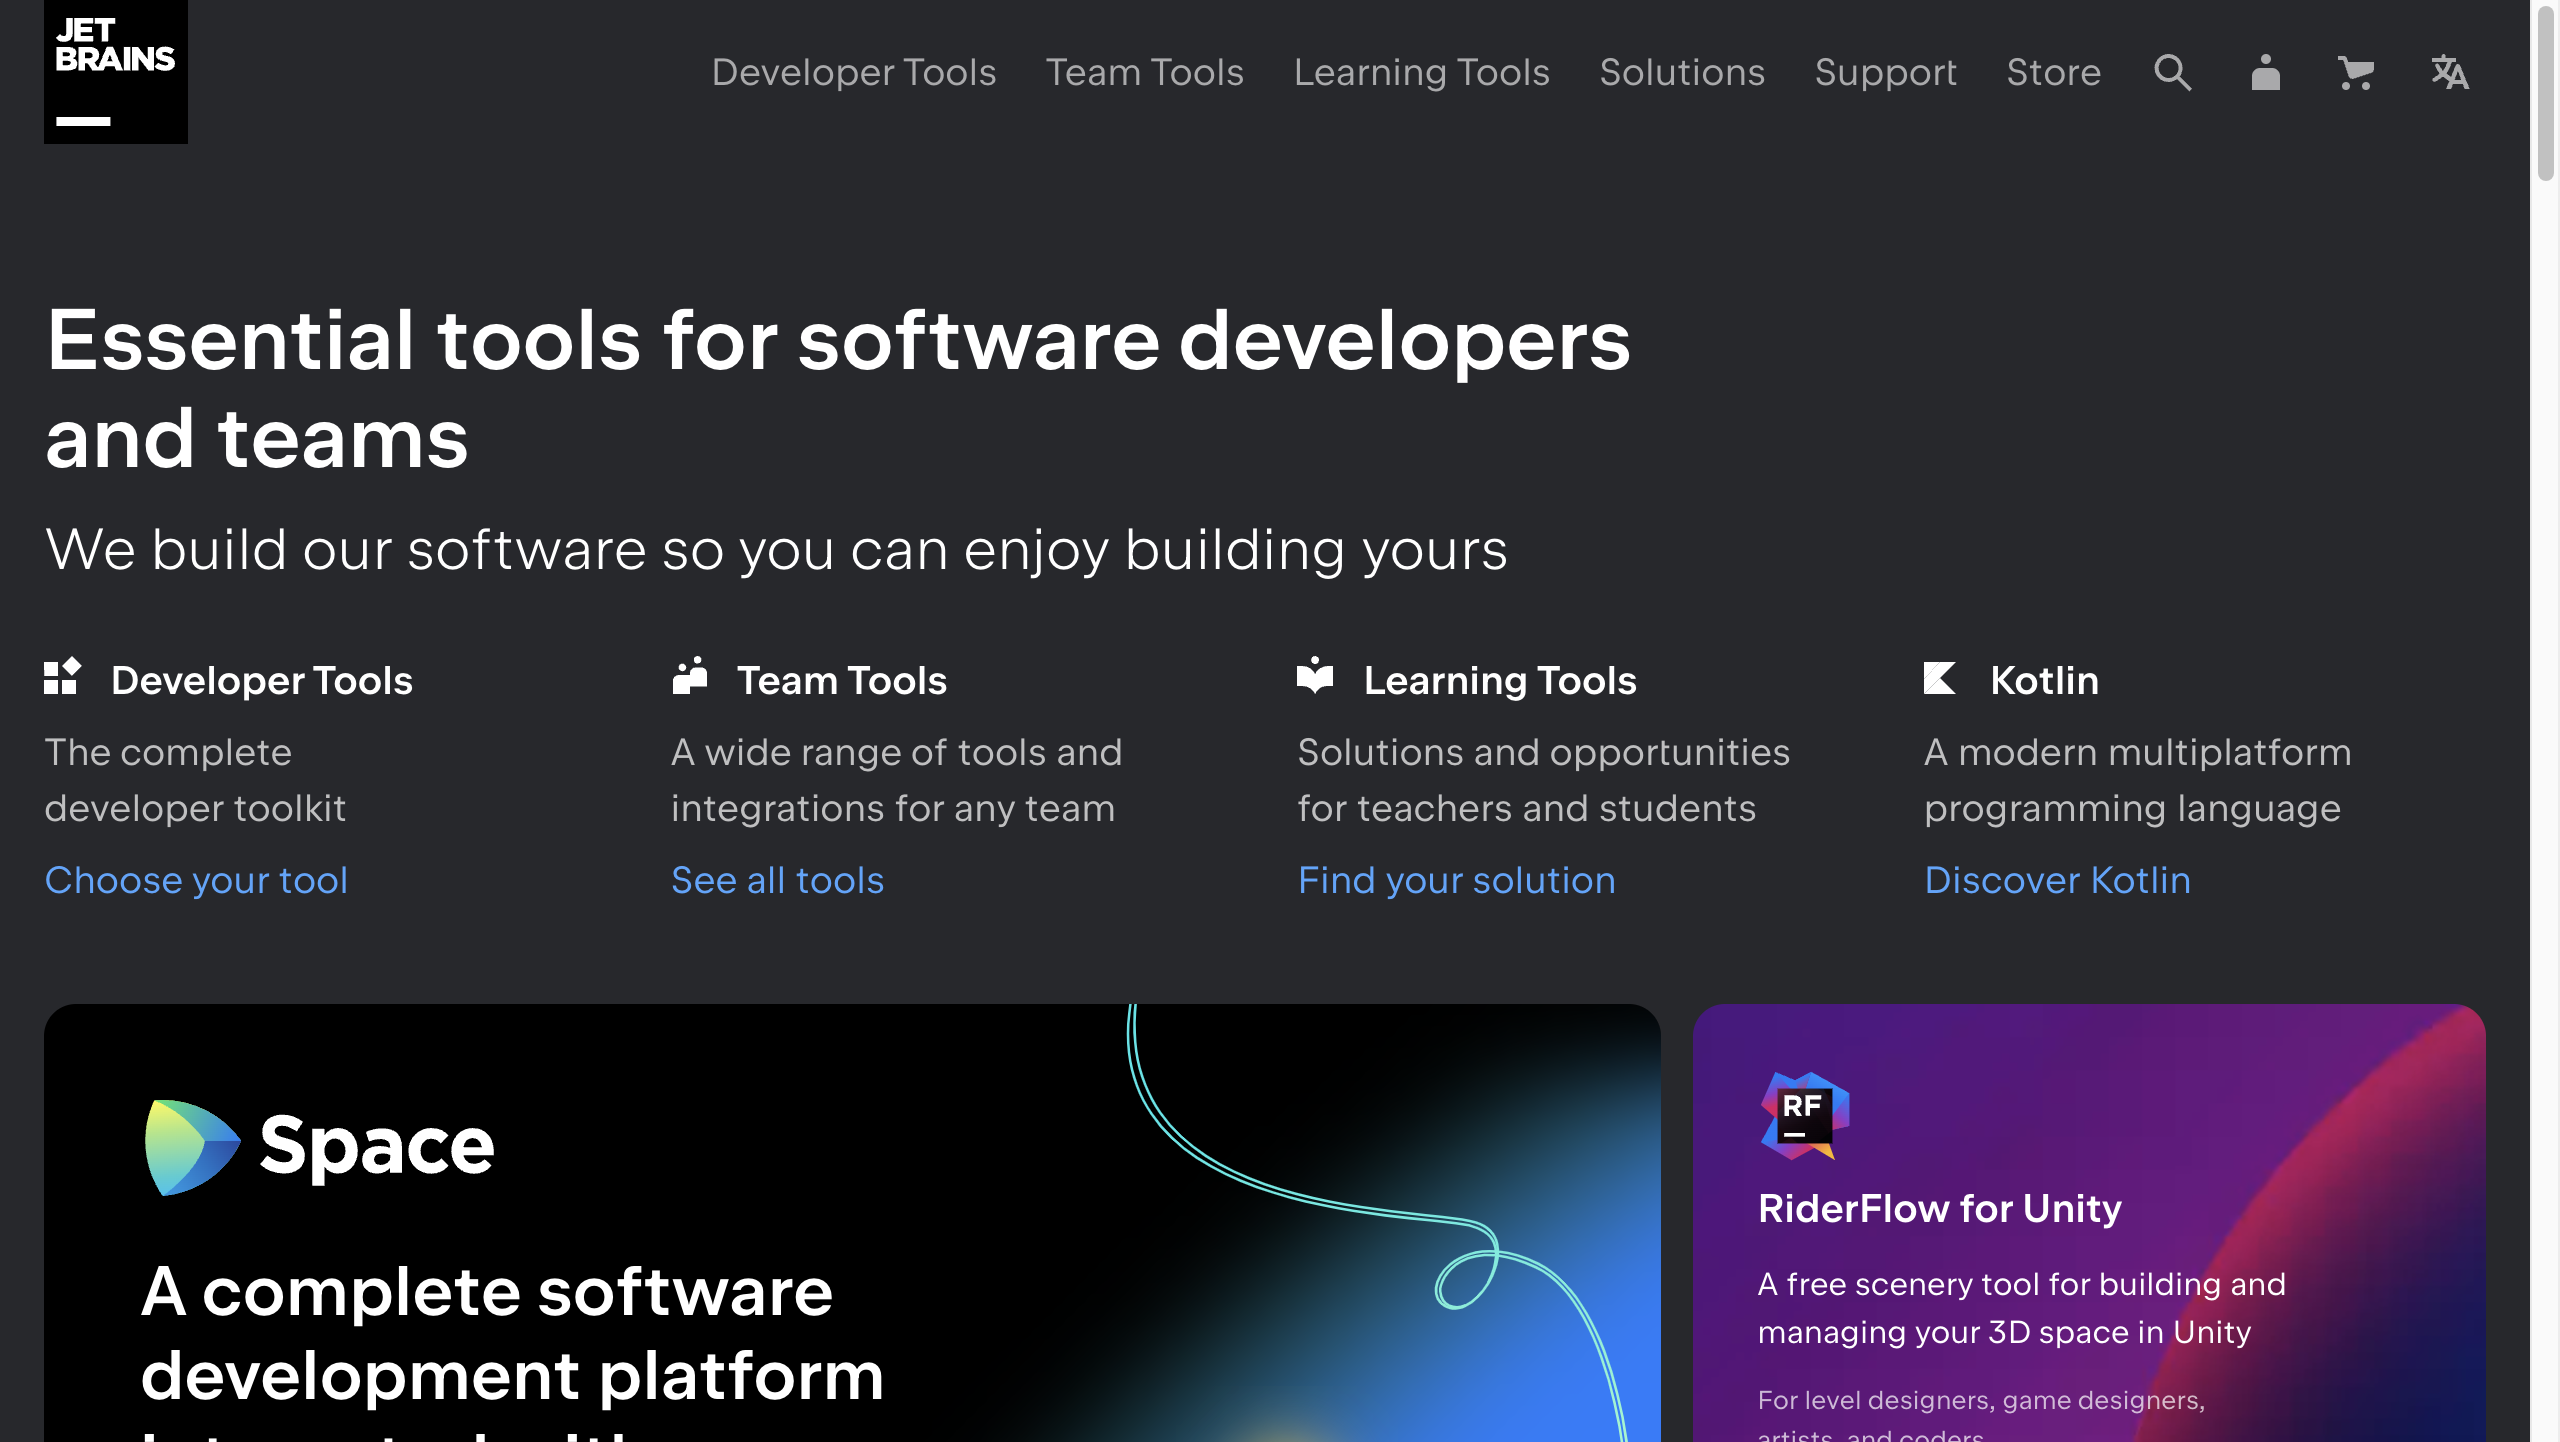 JET
BRAINS
Developer Tools
Team Tools
Learning Tools
Solutions
Support
Store
Essential tools for software developers
and teams
We build our software so you can enjoy building yours
Developer Tools
The complete
developer toolkit
Choose your tool
Team Tools
A wide range of tools and
integrations for any team
See all tools
Learning Tools
Solutions and opportunities
for teachers and students
Find your solution
Kotlin
A modern multiplatform
programming language
Discover Kotlin
Space
A complete software
development platform
RF
RiderFlow for Unity
A free scenery tool for building and
managing your 3D space in Unity
For level designers, game designers,
artists, and coders